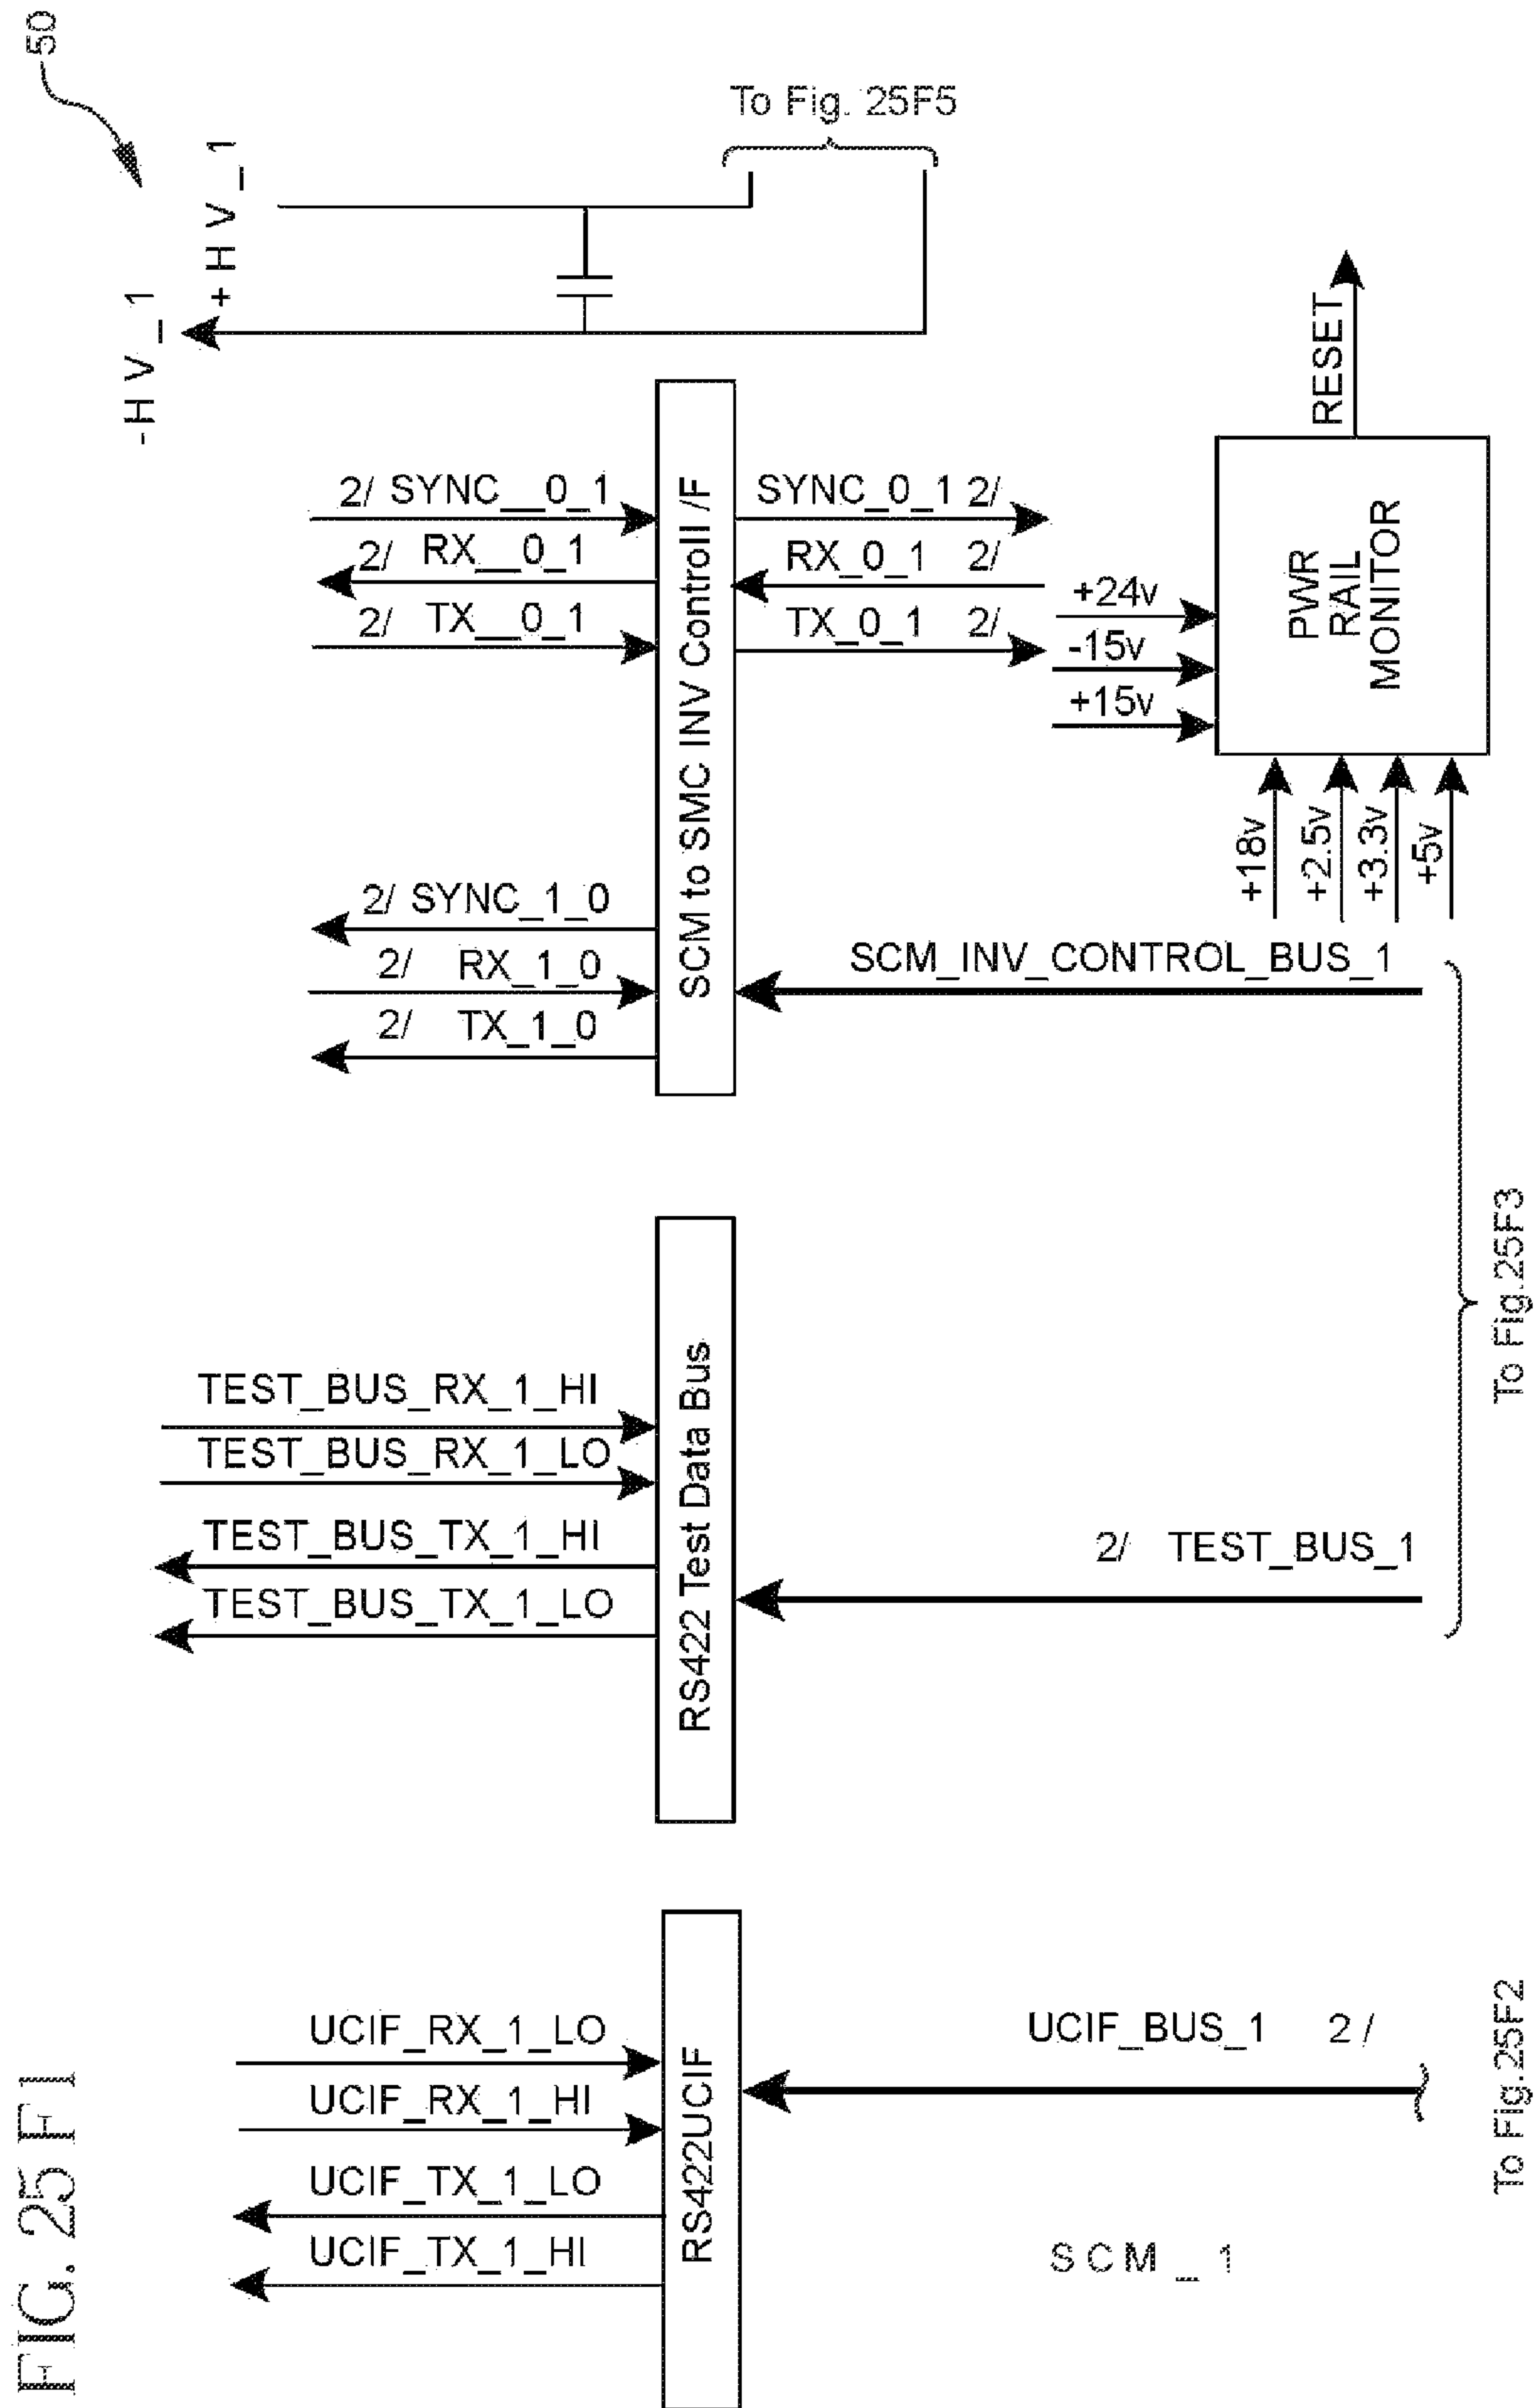 FIG. 25 F1
50
-HV_1
+HV_1
To Fig. 25F5
UCIF_RX_1_LO
UCIF_RX_1_HI
UCIF_TX_1_LO
UCIF_TX_1_HI
RS422UCIF
UCIF_BUS_1 2/
SCM_1
To Fig.25F2
TEST_BUS_RX_1_HI
TEST_BUS_RX_1_LO
TEST_BUS_TX_1_HI
TEST_BUS_TX_1_LO
RS422 Test Data Bus
2/ TEST_BUS_1
2/ SYNC_1_0
2/ RX_1_0
2/ TX_1_0
2/ SYNC__0_1
2/ RX__0_1
2/ TX__0_1
SCM to SMC INV Controll /F
SCM_INV_CONTROL_BUS_1
SYNC_0_1 2/
RX_0_1 2/
TX_0_1 2/
To Fig.25F3
+24v
-15v
+15v
+18v
+2.5v
+3.3v
+5v
PWR
RAIL
MONITOR
RESET